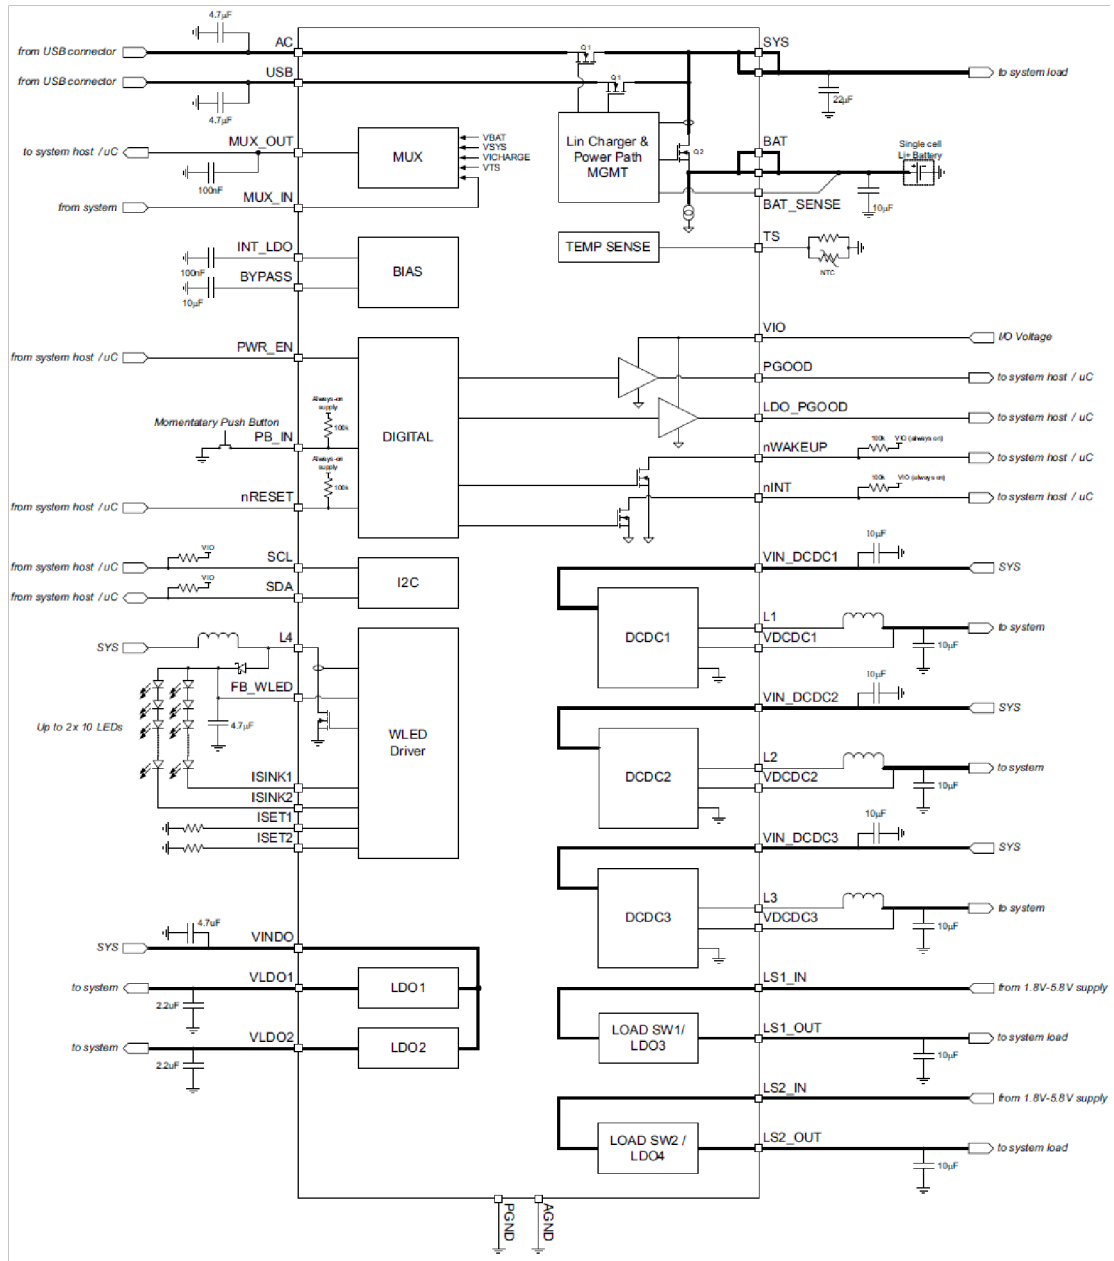 4.7µF
AC
from USB connector
USB
from USB connector
4.7µF
MUX_OUT
to system host / uC
100nF
MUX_IN
from system
MUX
VBAT
VSYS
VICHARGE
VTS
Q1
Q1
Lin Charger &
Power Path
MGMT
Q2
SYS
to system load
22µF
BAT
Single cell
Li+ Battery
BAT_SENSE
10µF
TS
TEMP SENSE
NTC
INT_LDO
100nF
BYPASS
10µF
BIAS
VIO
I/O Voltage
PWR_EN
from system host / uC
PGOOD
to system host / uC
LDO_PGOOD
to system host / uC
Always-on
supply
100k
Momentatary Push Button
PB_IN
DIGITAL
nWAKEUP
100k
VIO (always on)
to system host / uC
Always-on
supply
100k
nRESET
from system host / uC
nINT
100k
VIO (always on)
to system host / uC
VIO
SCL
from system host / uC
VIO
SDA
from system host / uC
I2C
10µF
VIN_DCDC1
SYS
DCDC1
L1
VDCDC1
to system
10µF
L4
SYS
FB_WLED
4.7µF
Up to 2x 10 LEDs
WLED
Driver
ISINK1
ISINK2
ISET1
ISET2
10µF
VIN_DCDC2
SYS
DCDC2
L2
VDCDC2
to system
10µF
10µF
VIN_DCDC3
SYS
DCDC3
L3
VDCDC3
to system
10µF
4.7uF
VINDO
SYS
VLDO1
to system
2.2uF
LDO1
VLDO2
to system
2.2uF
LDO2
LS1_IN
from 1.8V-5.8V supply
LOAD SW1/
LDO3
LS1_OUT
to system load
10µF
LS2_IN
from 1.8V-5.8V supply
LOAD SW2 /
LDO4
LS2_OUT
to system load
10µF
PGND
AGND